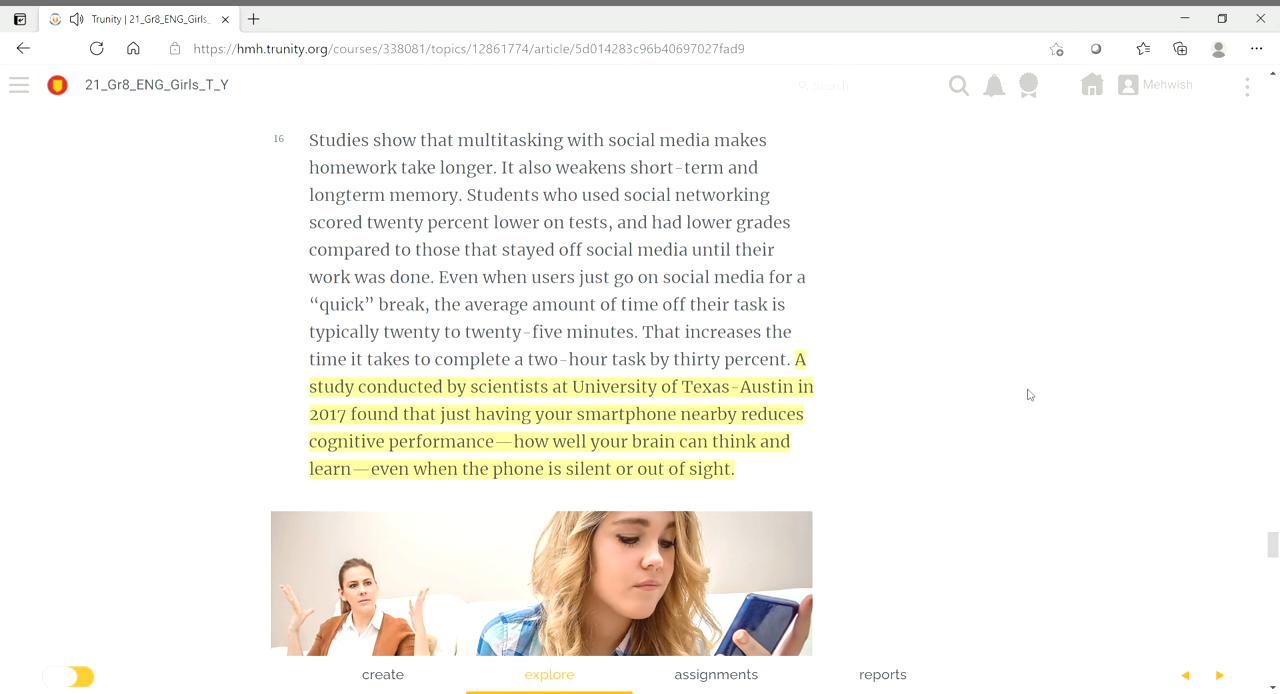 Trunity | 21_Gr8_ENG_Girls_
https://hmh.trunity.org/courses/338081/topics/12861774/article/5d014283c96b40697027fad9
21_Gr8_ENG_Girls_T_Y
Search
Mehwish
16
Studies show that multitasking with social media makes
homework take longer. It also weakens short-term and
longterm memory. Students who used social networking
scored twenty percent lower on tests, and had lower grades
compared to those that stayed off social media until their
work was done. Even when users just go on social media for a
“quick” break, the average amount of time off their task is
typically twenty to twenty-five minutes. That increases the
time it takes to complete a two-hour task by thirty percent. A
study conducted by scientists at University of Texas-Austin in
2017 found that just having your smartphone nearby reduces
cognitive performance—how well your brain can think and
learn—even when the phone is silent or out of sight.
create
explore
assignments
reports